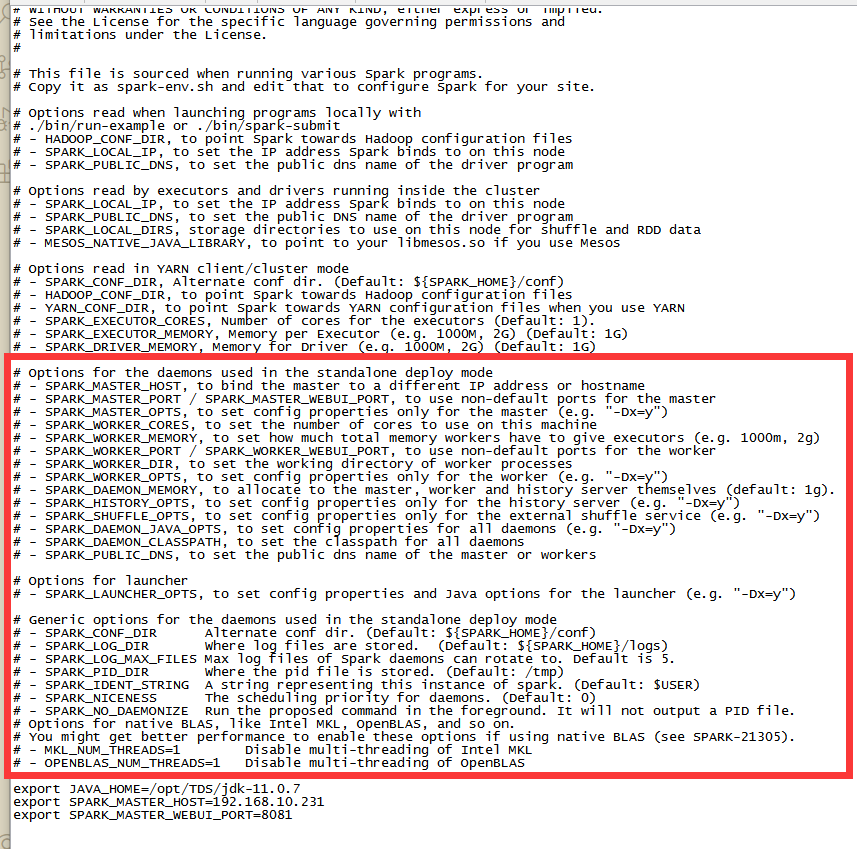 # WITHOUT WARRANTIES OR CONDITIONS OF ANY KIND, either express or implied.
# See the License for the specific language governing permissions and
# limitations under the License.
#
# This file is sourced when running various Spark programs.
# Copy it as spark-env.sh and edit that to configure Spark for your site.
# Options read when launching programs locally with
# ./bin/run-example or ./bin/spark-submit
# - HADOOP_CONF_DIR, to point Spark towards Hadoop configuration files
# - SPARK_LOCAL_IP, to set the IP address Spark binds to on this node
# - SPARK_PUBLIC_DNS, to set the public dns name of the driver program
# Options read by executors and drivers running inside the cluster
# - SPARK_LOCAL_IP, to set the IP address Spark binds to on this node
# - SPARK_PUBLIC_DNS, to set the public DNS name of the driver program
# - SPARK_LOCAL_DIRS, storage directories to use on this node for shuffle and RDD data
# - MESOS_NATIVE_JAVA_LIBRARY, to point to your libmesos.so if you use Mesos
# Options read in YARN client/cluster mode
# - SPARK_CONF_DIR, Alternate conf dir. (Default: ${SPARK_HOME}/conf)
# - HADOOP_CONF_DIR, to point Spark towards Hadoop configuration files
# - YARN_CONF_DIR, to point Spark towards YARN configuration files when you use YARN
# - SPARK_EXECUTOR_CORES, Number of cores for the executors (Default: 1).
# - SPARK_EXECUTOR_MEMORY, Memory per Executor (e.g. 1000M, 2G) (Default: 1G)
# - SPARK_DRIVER_MEMORY, Memory for Driver (e.g. 1000M, 2G) (Default: 1G)
# Options for the daemons used in the standalone deploy mode
# - SPARK_MASTER_HOST, to bind the master to a different IP address or hostname
# - SPARK_MASTER_PORT / SPARK_MASTER_WEBUI_PORT, to use non-default ports for the master
# - SPARK_MASTER_OPTS, to set config properties only for the master (e.g. "-Dx=y")
# - SPARK_WORKER_CORES, to set the number of cores to use on this machine
# - SPARK_WORKER_MEMORY, to set how much total memory workers have to give executors (e.g. 1000m, 2g)
# - SPARK_WORKER_PORT / SPARK_WORKER_WEBUI_PORT, to use non-default ports for the worker
# - SPARK_WORKER_DIR, to set the working directory of worker processes
# - SPARK_WORKER_OPTS, to set config properties only for the worker (e.g. "-Dx=y")
# - SPARK_DAEMON_MEMORY, to allocate to the master, worker and history server themselves (default: 1g).
# - SPARK_HISTORY_OPTS, to set config properties only for the history server (e.g. "-Dx=y")
# - SPARK_SHUFFLE_OPTS, to set config properties only for the external shuffle service (e.g. "-Dx=y")
# - SPARK_DAEMON_JAVA_OPTS, to set config properties for all daemons (e.g. "-Dx=y")
# - SPARK_DAEMON_CLASSPATH, to set the classpath for all daemons
# - SPARK_PUBLIC_DNS, to set the public dns name of the master or workers
# Options for launcher
# - SPARK_LAUNCHER_OPTS, to set config properties and Java options for the launcher (e.g. "-Dx=y")
# Generic options for the daemons used in the standalone deploy mode
# - SPARK_CONF_DIR      Alternate conf dir. (Default: ${SPARK_HOME}/conf)
# - SPARK_LOG_DIR       Where log files are stored.  (Default: ${SPARK_HOME}/logs)
# - SPARK_LOG_MAX_FILES Max log files of Spark daemons can rotate to. Default is 5.
# - SPARK_PID_DIR       Where the pid file is stored. (Default: /tmp)
# - SPARK_IDENT_STRING  A string representing this instance of spark. (Default: $USER)
# - SPARK_NICENESS      The scheduling priority for daemons. (Default: 0)
# - SPARK_NO_DAEMONIZE  Run the proposed command in the foreground. It will not output a PID file.
# Options for native BLAS, like Intel MKL, OpenBLAS, and so on.
# You might get better performance to enable these options if using native BLAS (see SPARK-21305).
# - MKL_NUM_THREADS=1        Disable multi-threading of Intel MKL
# - OPENBLAS_NUM_THREADS=1   Disable multi-threading of OpenBLAS
export JAVA_HOME=/opt/TDS/jdk-11.0.7
export SPARK_MASTER_HOST=192.168.10.231
export SPARK_MASTER_WEBUI_PORT=8081